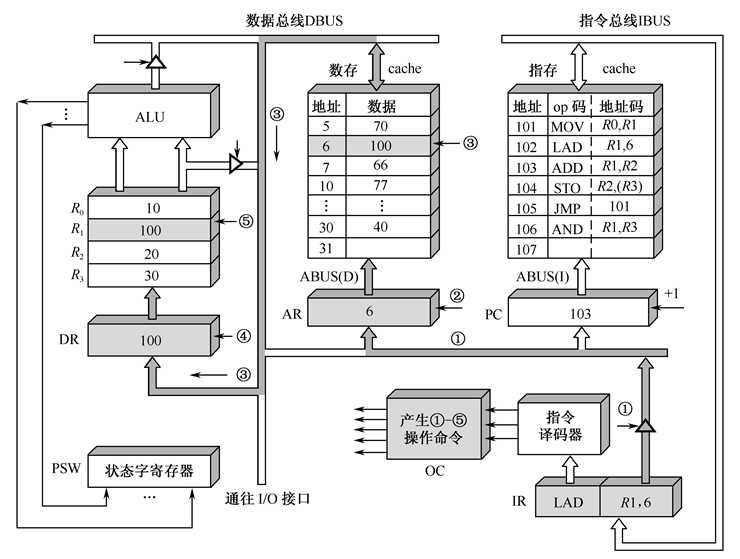 数据总线DBUS
指令总线IBUS
数存 cache
指存 cache
地址 数据
5 70
6 100
7 66
10 77
⋮ ⋮
30 40
31
地址 op码 地址码
101 MOV R0,R1
102 LAD R1,6
103 ADD R1,R2
104 STO R2,(R3)
105 JMP 101
106 AND R1,R3
107
ALU
⋮
③
③
R0 10
R1 100
R2 20
R3 30
⑤
ABUS(D)
ABUS(I)
AR 6
②
PC 103
+1
DR 100
④
①
③
产生①-⑤
操作命令
OC
指令
译码器
①
PSW 状态字寄存器
…
通往 I/O 接口
IR LAD R1,6